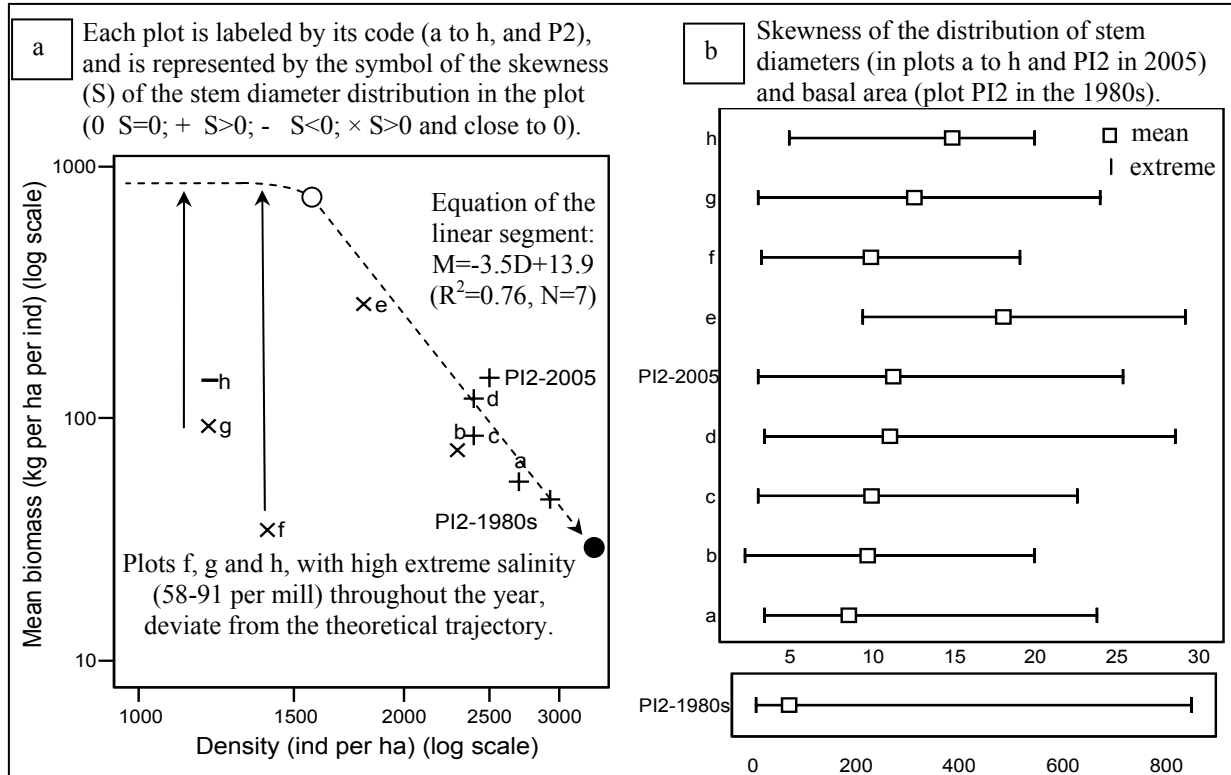 a
Each plot is labeled by its code (a to h, and P2),
and is represented by the symbol of the skewness
(S) of the stem diameter distribution in the plot
(0 S=0; + S>0; - S<0; × S>0 and close to 0).
1000
100
10
Mean biomass (kg per ha per ind) (log scale)
Equation of the
linear segment:
M=-3.5D+13.9
(R²=0.76, N=7)
e
PI2-2005
d
h
g
b
c
a
PI2-1980s
f
Plots f, g and h, with high extreme salinity
(58-91 per mill) throughout the year,
deviate from the theoretical trajectory.
1000 1500 2000 2500 3000
Density (ind per ha) (log scale)
b
Skewness of the distribution of stem
diameters (in plots a to h and PI2 in 2005)
and basal area (plot PI2 in the 1980s).
mean
extreme
h
g
f
e
PI2-2005
d
c
b
a
5 10 15 20 25 30
PI2-1980s
0 200 400 600 800